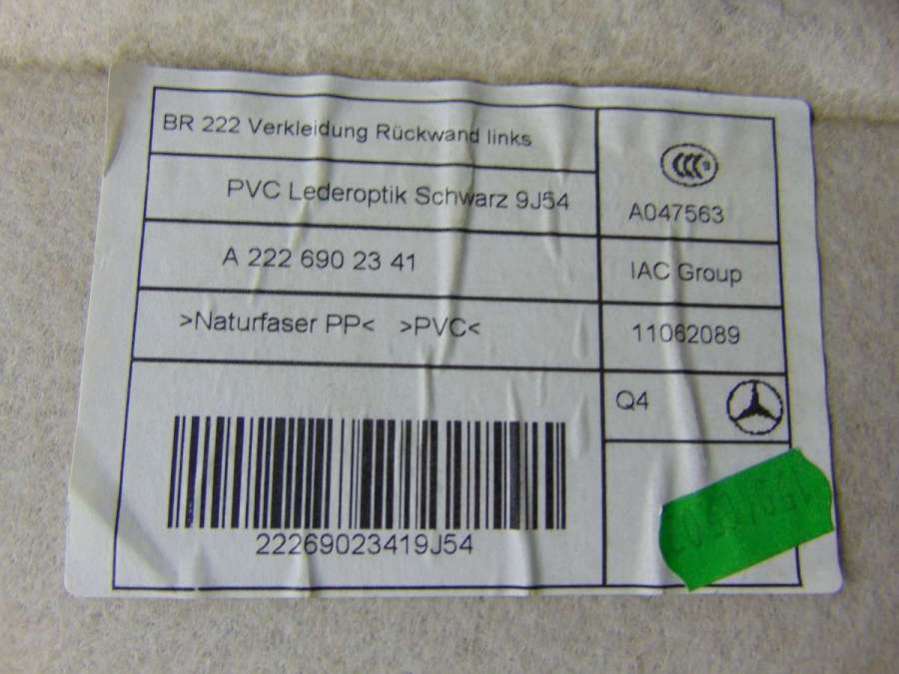 BR 222 Verkleidung Rückwand links
PVC Lederoptik Schwarz 9J54
A 222 690 23 41
>Naturfaser PP< >PVC<
22269023419J54
CCC
A047563
IAC Group
11062089
Q4